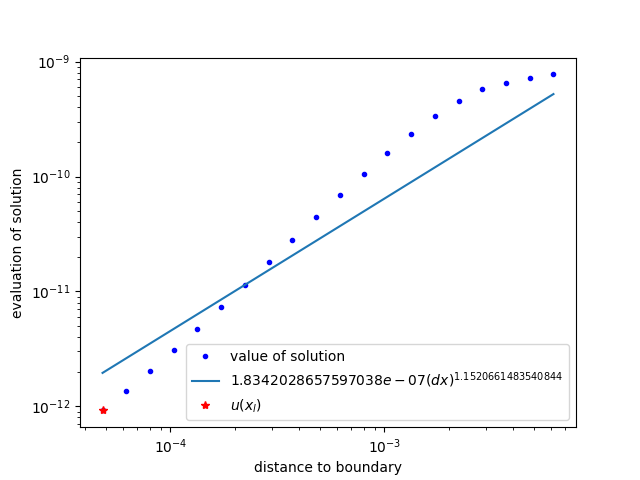 10⁻⁹
10⁻¹⁰
10⁻¹¹
10⁻¹²
evaluation of solution
value of solution
1.8342028657597038e − 07(dx)^1.1520661483540844
u(x_l)
10⁻⁴
10⁻³
distance to boundary